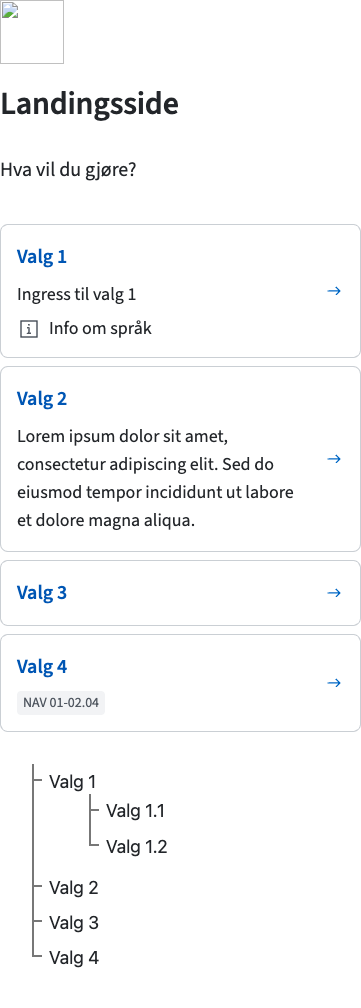 Landingsside
Hva vil du gjøre?
Valg 1
Ingress til valg 1
Info om språk
Valg 2
Lorem ipsum dolor sit amet,
consectetur adipiscing elit. Sed do
eiusmod tempor incididunt ut labore
et dolore magna aliqua.
Valg 3
Valg 4
NAV 01-02.04
Valg 1
Valg 1.1
Valg 1.2
Valg 2
Valg 3
Valg 4